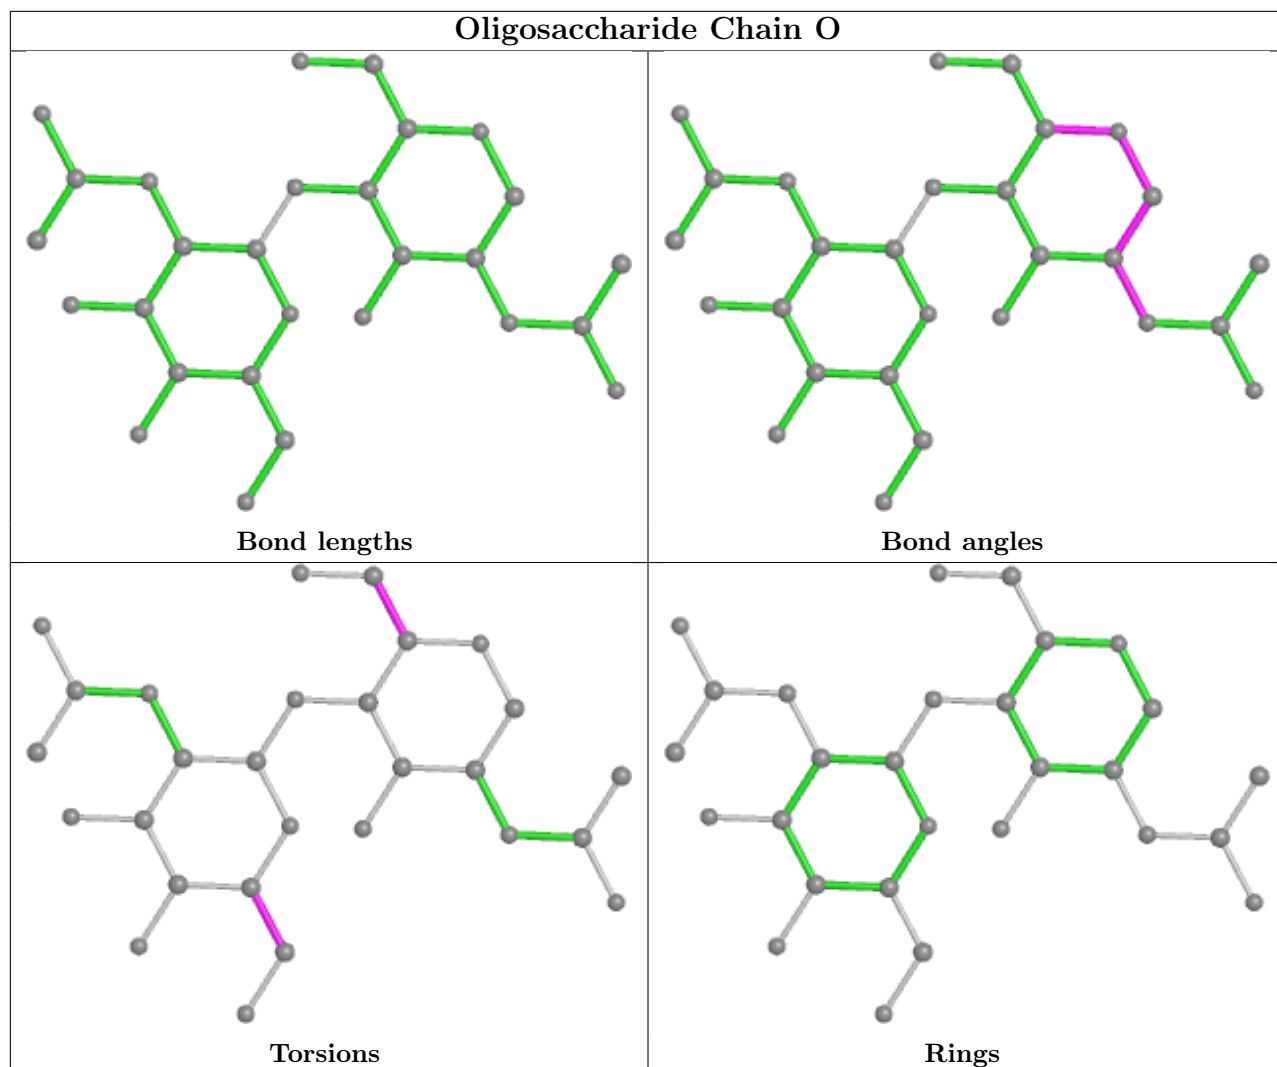 Oligosaccharide Chain O
Bond lengths
Bond angles
Torsions
Rings